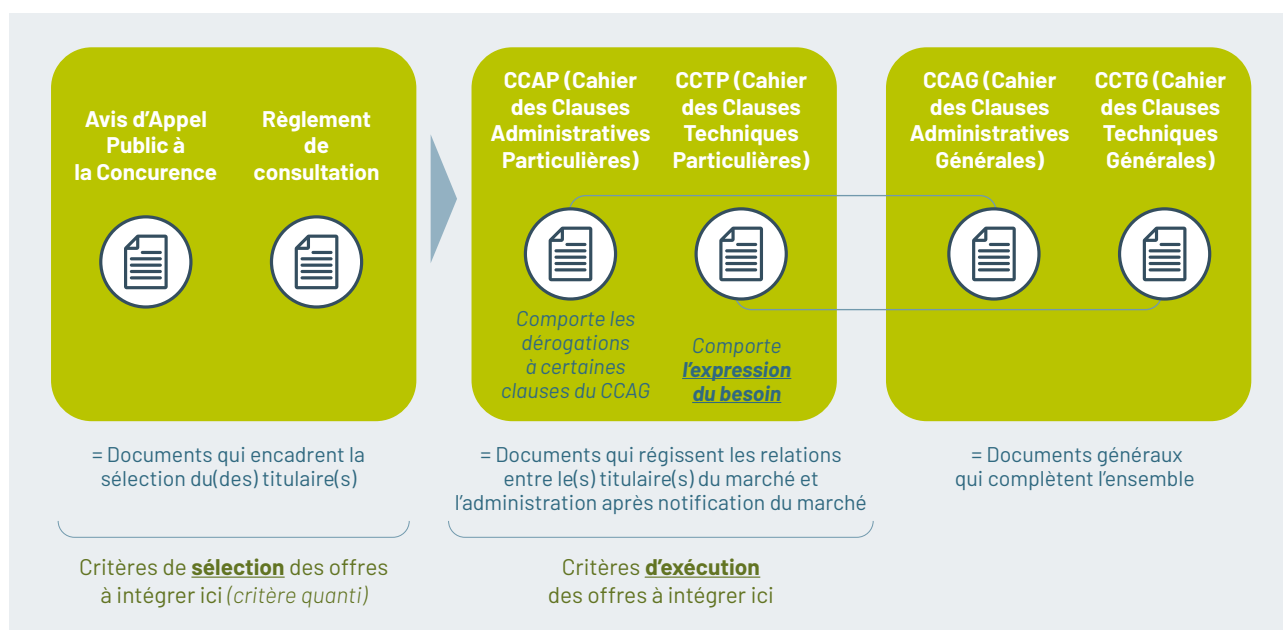 Avis d'Appel
Public à
la Concurence
Règlement
de
consultation
CCAP (Cahier
des Clauses
Administratives
Particulières)
CCTP (Cahier
des Clauses
Techniques
Particulières)
CCAG (Cahier
des Clauses
Administratives
Générales)
CCTG (Cahier
des Clauses
Techniques
Générales)
Comporte les
dérogations
à certaines
clauses du CCAG
Comporte
l'expression
du besoin
= Documents qui encadrent la
sélection du(des) titulaire(s)
= Documents qui régissent les relations
entre le(s) titulaire(s) du marché et
l'administration après notification du marché
= Documents généraux
qui complètent l'ensemble
Critères de sélection des offres
à intégrer ici (critère quanti)
Critères d'exécution
des offres à intégrer ici